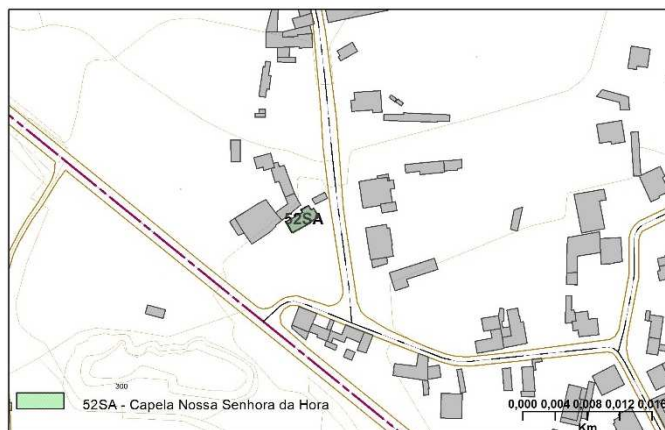 52SA
300
52SA - Capela Nossa Senhora da Hora
0,000 0,004 0,008 0,012 0,016
Km